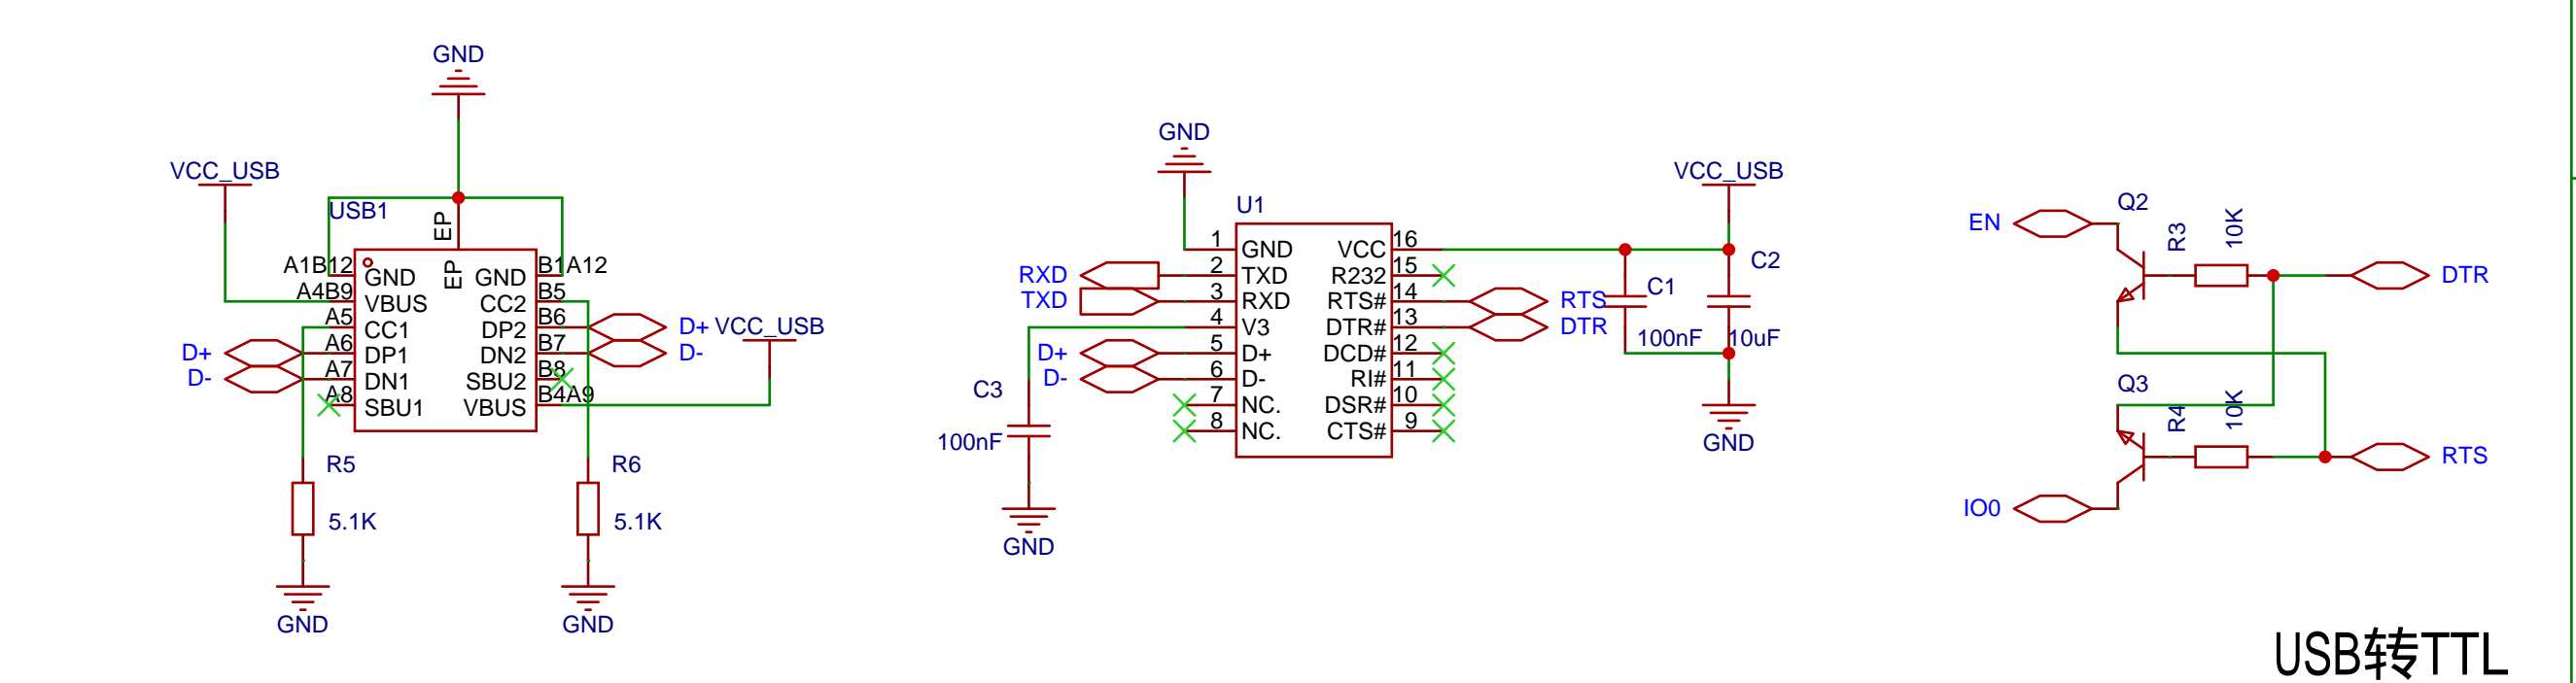 GND
VCC_USB
USB1
EP
EP
A1B12
GND
GND
B1A12
A4B9
VBUS
CC2
B5
A5
CC1
DP2
B6
D+
VCC_USB
D+
A6
DP1
DN2
B7
D-
D-
A7
DN1
SBU2
B8
A8
SBU1
VBUS
B4A9
R5
5.1K
GND
R6
5.1K
GND
GND
U1
1
GND
VCC
16
RXD
2
TXD
R232
15
TXD
3
RXD
RTS#
14
RTS
4
V3
DTR#
13
DTR
D+
5
D+
DCD#
12
D-
6
D-
RI#
11
7
NC.
DSR#
10
8
NC.
CTS#
9
C3
100nF
GND
VCC_USB
C1
100nF
C2
10uF
GND
EN
Q2
R3
10K
DTR
Q3
R4
10K
RTS
IO0
USB转TTL